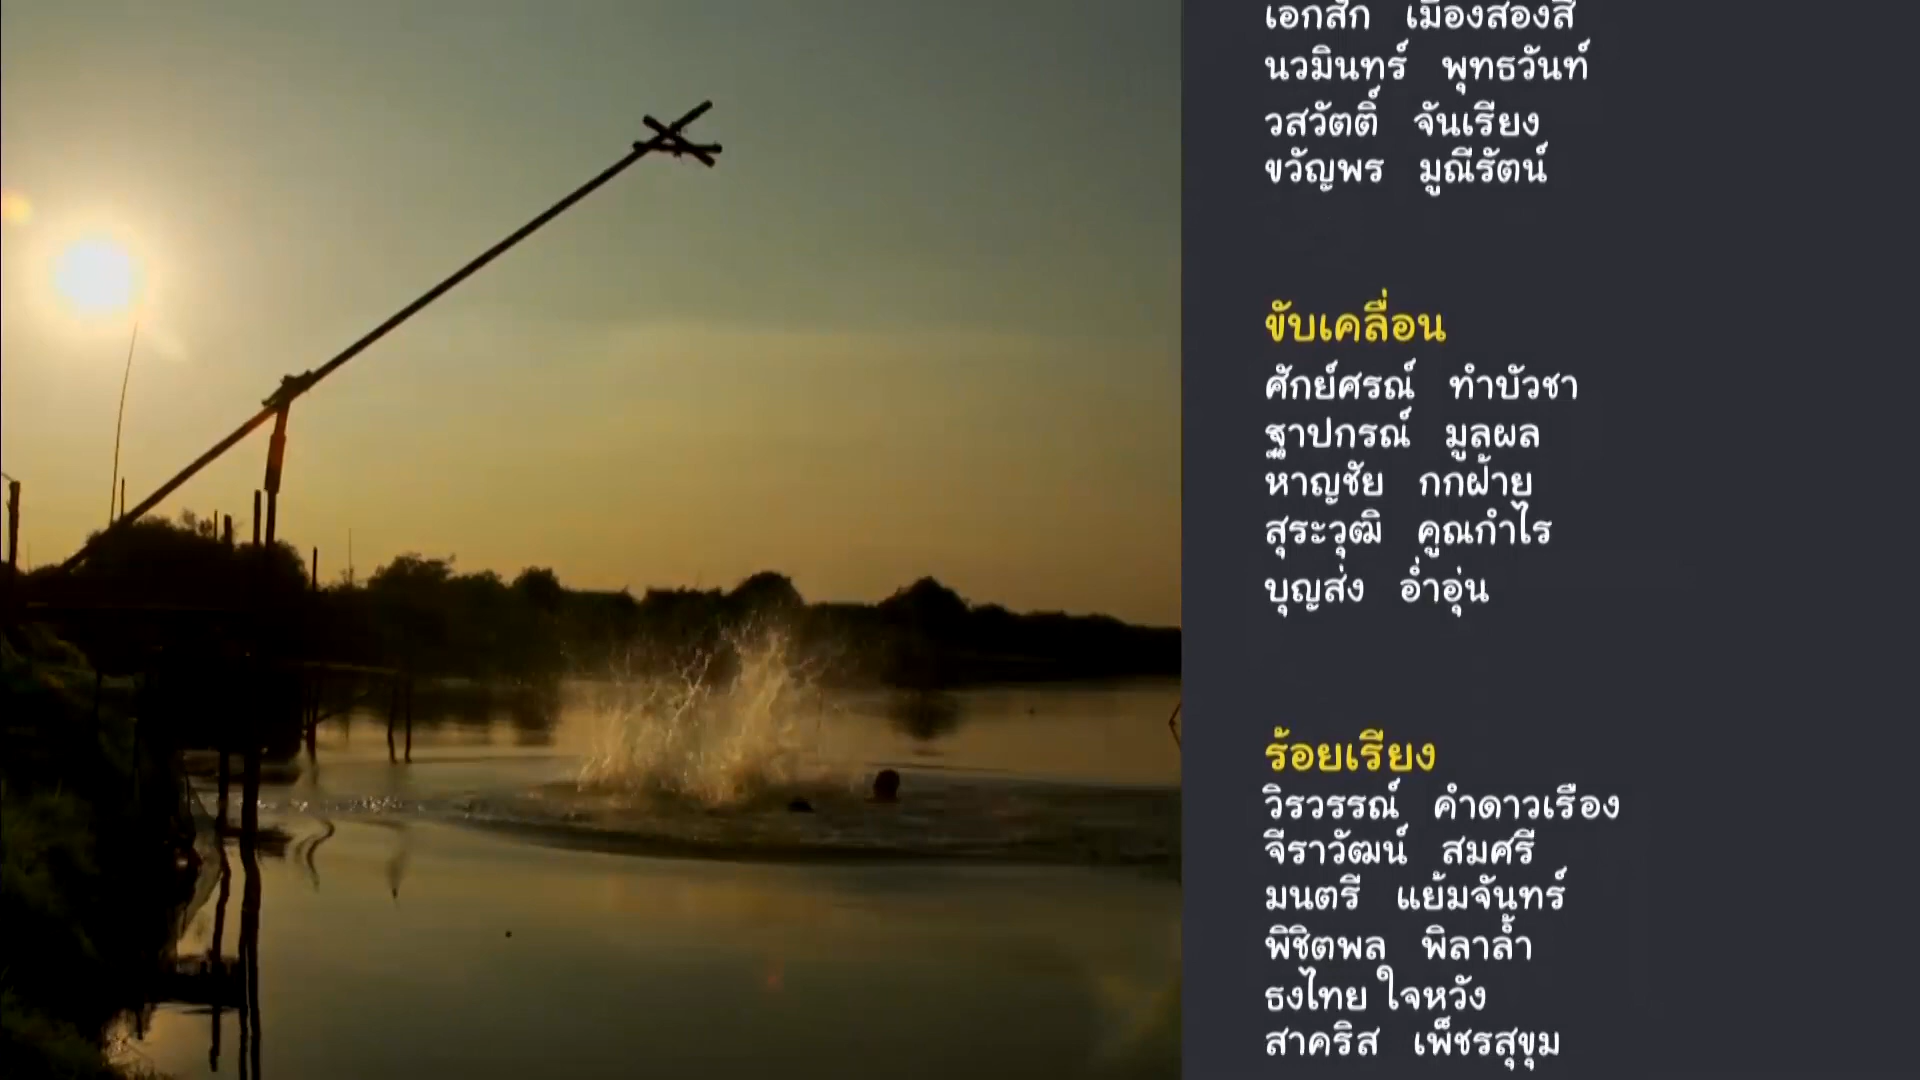 เอกสัก เมืองสองสี
นวมินทร์ พุทธวันท์
วสวัตติ์ จันเรียง
ขวัญพร มูณีรัตน์
ขับเคลื่อน
ศักย์ศรณ์ ทำบัวชา
ฐาปกรณ์ มูลผล
หาญชัย กกฝ้าย
สุระวุฒิ คูณกำไร
บุญส่ง อ่ำอุ่น
ร้อยเรียง
วิรวรรณ์ คำดาวเรือง
จีราวัฒน์ สมศรี
มนตรี แย้มจันทร์
พิชิตพล พิลาล้ำ
ธงไทย ใจหวัง
สาคริส เพ็ชรสุขุม